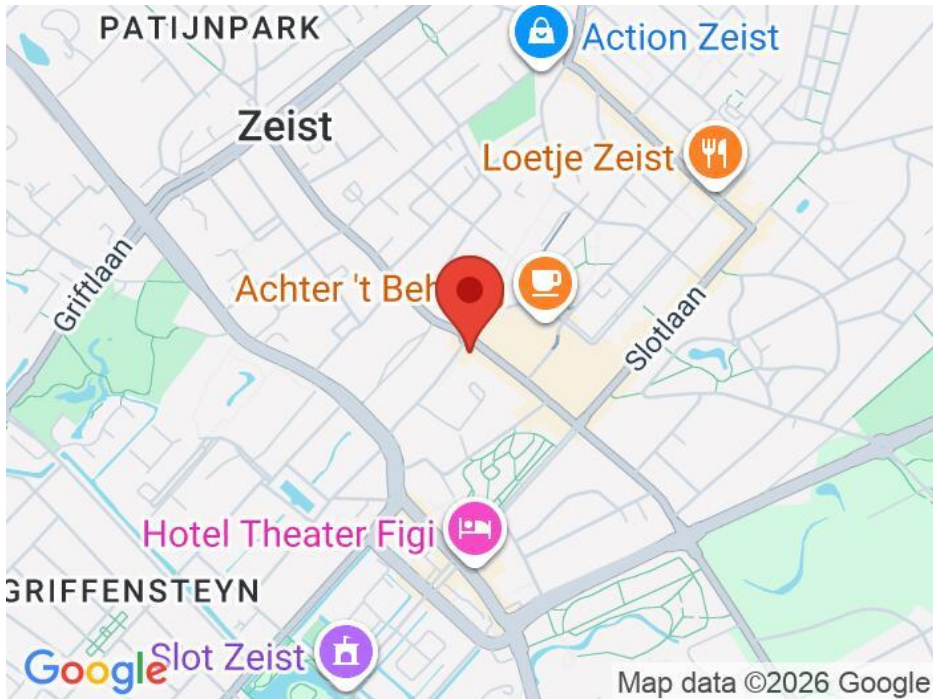 PATIJNPARK
Action Zeist
Zeist
Loetje Zeist
Griftlaan
Achter 't Beh
Slotlaan
Hotel Theater Figi
GRIFFENSTEYN
Slot Zeist
Google
Map data ©2026 Google